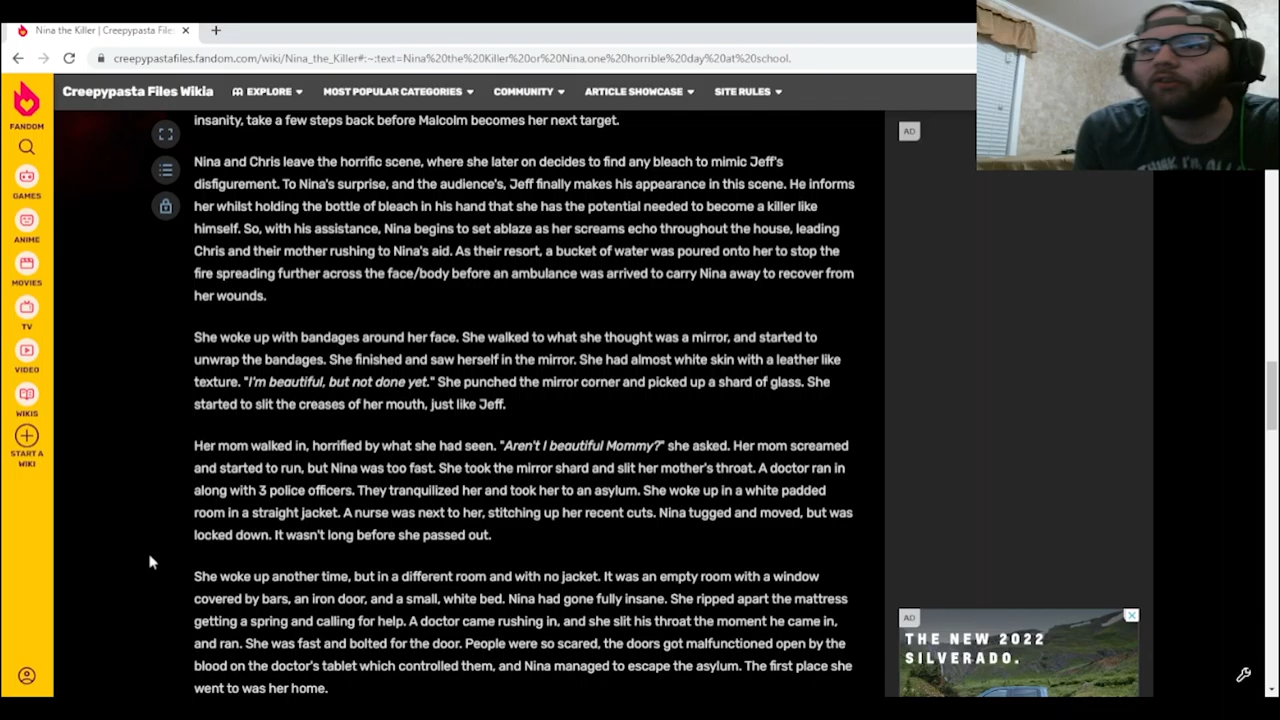 Nina the Killer | Creepypasta File
creepypastafiles.fandom.com/wiki/Nina_the_Killer#:~:text=Nina%20the%20Killer%20or%20Nina,one%20horrible%20day%20at%20school.
FANDOM
GAMES
ANIME
MOVIES
TV
VIDEO
WIKIS
START A
WIKI
Creepypasta Files Wikia
EXPLORE
MOST POPULAR CATEGORIES
COMMUNITY
ARTICLE SHOWCASE
SITE RULES
insanity, take a few steps back before Malcolm becomes her next target.
Nina and Chris leave the horrific scene, where she later on decides to find any bleach to mimic Jeff's
disfigurement. To Nina's surprise, and the audience's, Jeff finally makes his appearance in this scene. He informs
her whilst holding the bottle of bleach in his hand that she has the potential needed to become a killer like
himself. So, with his assistance, Nina begins to set ablaze as her screams echo throughout the house, leading
Chris and their mother rushing to Nina's aid. As their resort, a bucket of water was poured onto her to stop the
fire spreading further across the face/body before an ambulance was arrived to carry Nina away to recover from
her wounds.
She woke up with bandages around her face. She walked to what she thought was a mirror, and started to
unwrap the bandages. She finished and saw herself in the mirror. She had almost white skin with a leather like
texture. "I'm beautiful, but not done yet." She punched the mirror corner and picked up a shard of glass. She
started to slit the creases of her mouth, just like Jeff.
Her mom walked in, horrified by what she had seen. "Aren't I beautiful Mommy?" she asked. Her mom screamed
and started to run, but Nina was too fast. She took the mirror shard and slit her mother's throat. A doctor ran in
along with 3 police officers. They tranquilized her and took her to an asylum. She woke up in a white padded
room in a straight jacket. A nurse was next to her, stitching up her recent cuts. Nina tugged and moved, but was
locked down. It wasn't long before she passed out.
She woke up another time, but in a different room and with no jacket. It was an empty room with a window
covered by bars, an iron door, and a small, white bed. Nina had gone fully insane. She ripped apart the mattress
getting a spring and calling for help. A doctor came rushing in, and she slit his throat the moment he came in,
and ran. She was fast and bolted for the door. People were so scared, the doors got malfunctioned open by the
blood on the doctor's tablet which controlled them, and Nina managed to escape the asylum. The first place she
went to was her home.
AD
AD
THE NEW 2022
SILVERADO.
THINK I'M ALL